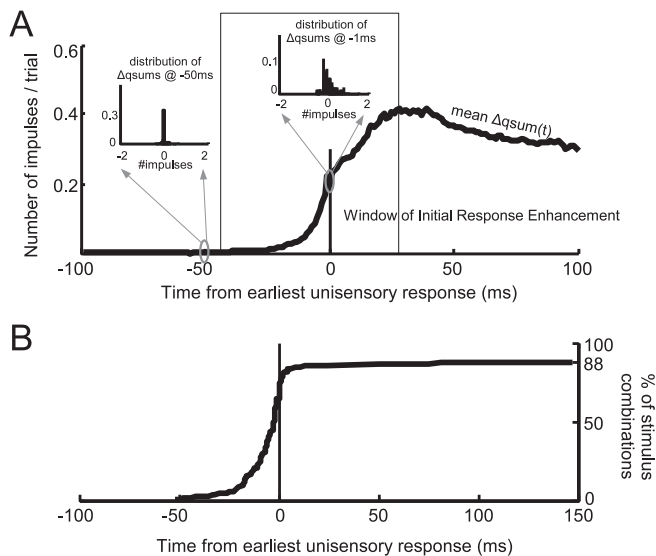 A
0.6
0.4
0.2
Number of impulses / trial
distribution of
Δqsums @ -50ms
0.3
0
-2
0
2
#impulses
distribution of
Δqsums @ -1ms
0.1
0
-2
0
2
#impulses
mean Δqsum(t)
Window of Initial Response Enhancement
-100
-50
0
50
100
Time from earliest unisensory response (ms)
B
100
88
50
0
% of stimulus
combinations
-100
-50
0
50
100
150
Time from earliest unisensory response (ms)